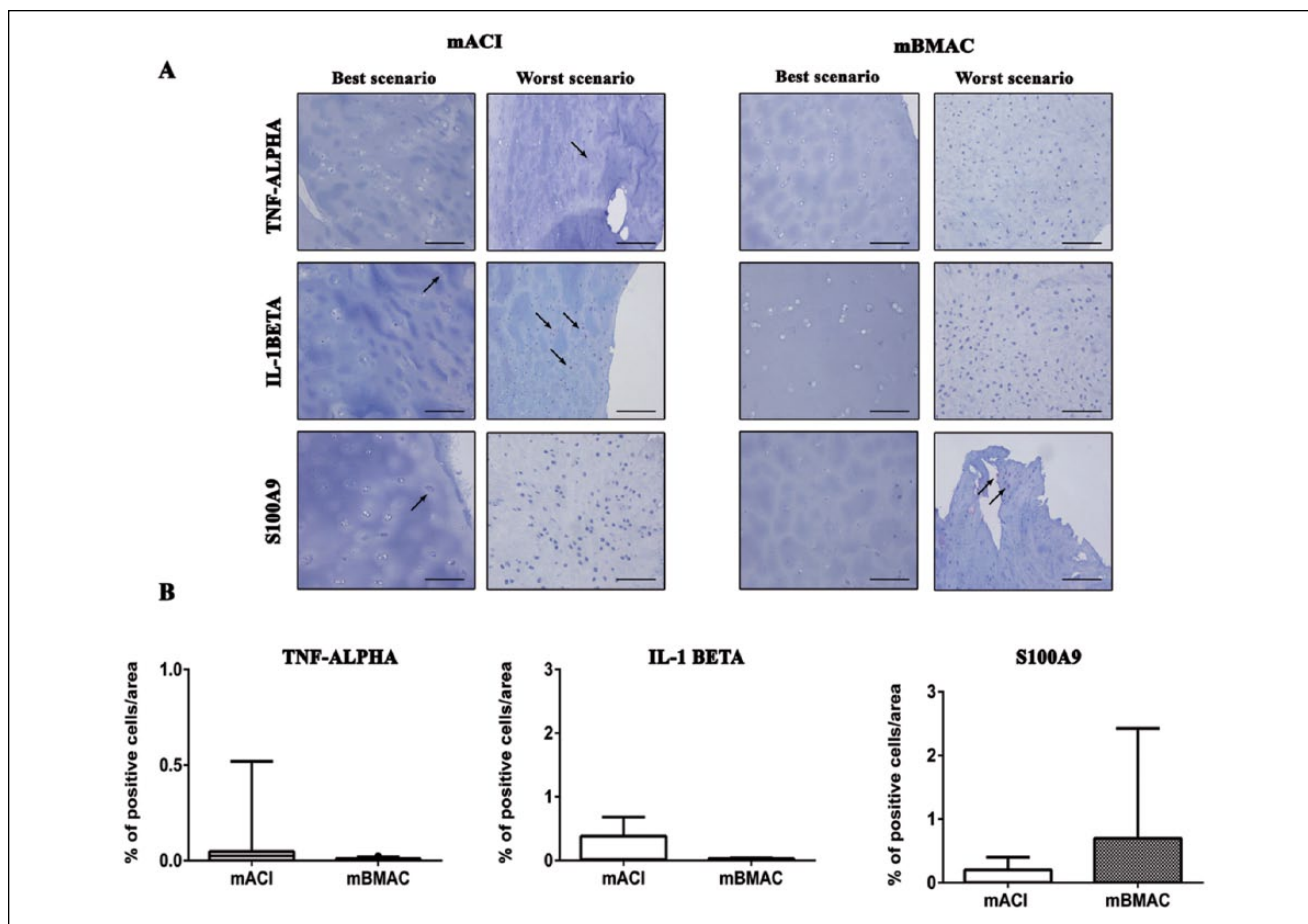 mACI
mBMAC
A
Best scenario
Worst scenario
Best scenario
Worst scenario
TNF-ALPHA
IL-1BETA
S100A9
B
TNF-ALPHA
% of positive cells/area
1.0
0.5
0.0
mACI
mBMAC
IL-1 BETA
% of positive cells/area
3
2
1
0
mACI
mBMAC
S100A9
% of positive cells/area
3
2
1
0
mACI
mBMAC